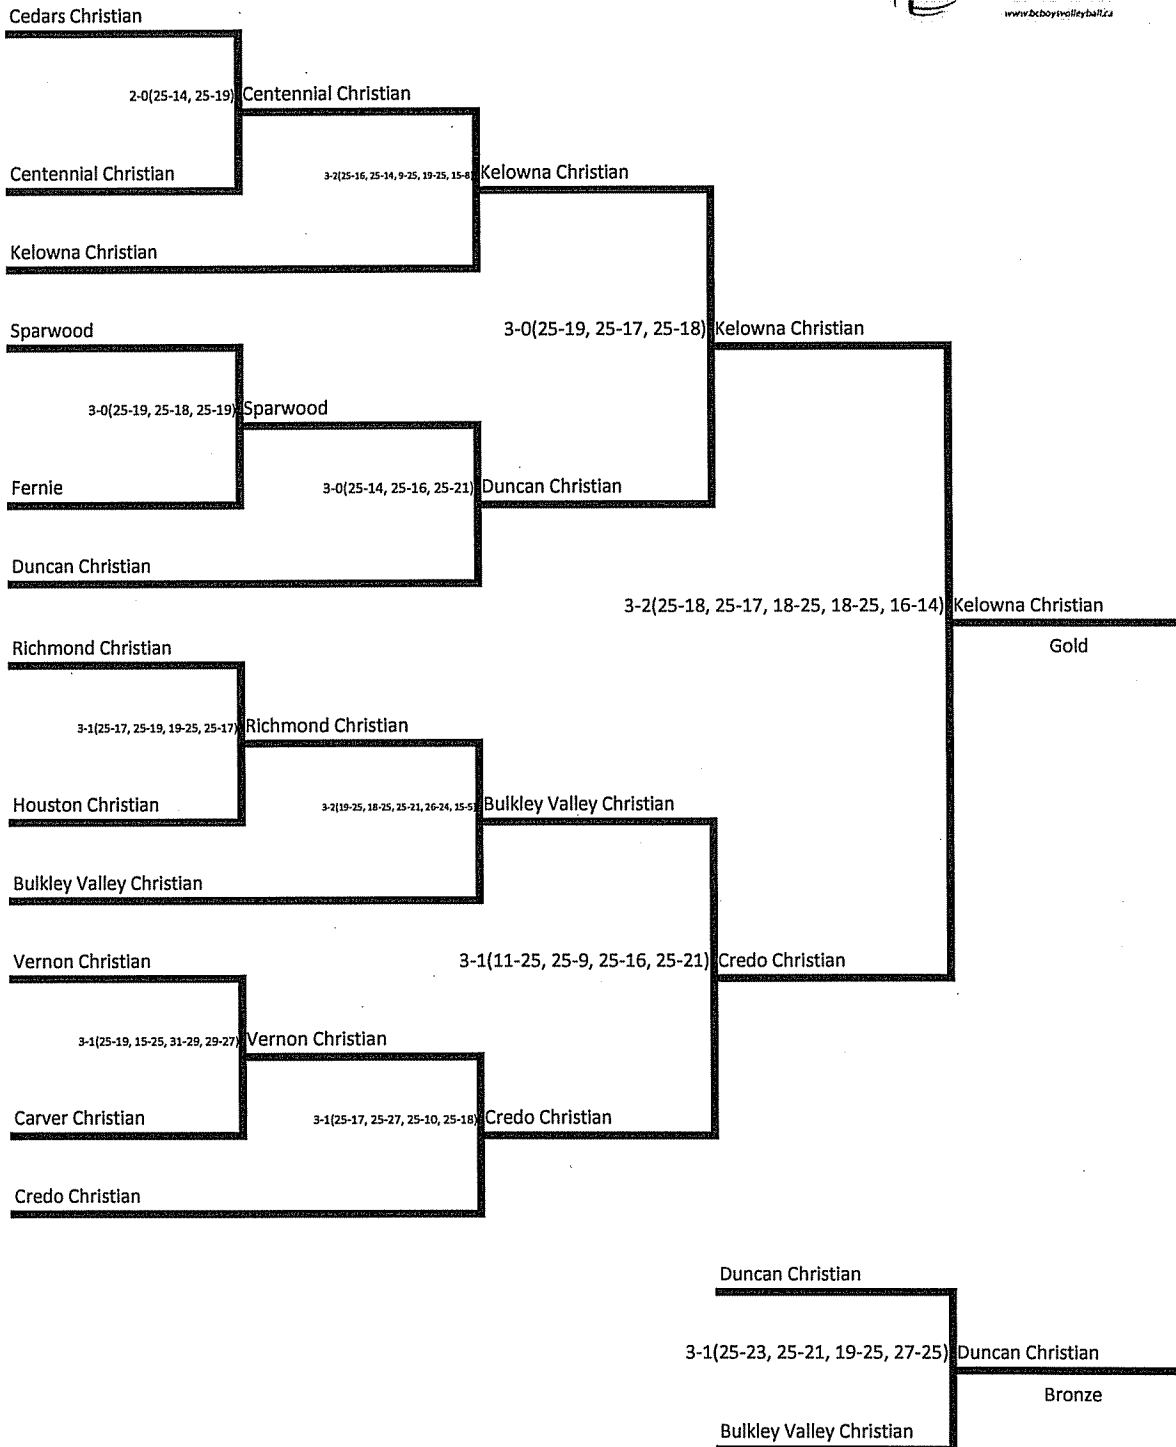 www.bcboysvolleyball.ca
Cedars Christian
2-0(25-14, 25-19) Centennial Christian
Centennial Christian
3-2(25-16, 25-14, 9-25, 19-25, 15-8) Kelowna Christian
Kelowna Christian
Sparwood
3-0(25-19, 25-17, 25-18) Kelowna Christian
3-0(25-19, 25-18, 25-19) Sparwood
Fernie
3-0(25-14, 25-16, 25-21) Duncan Christian
Duncan Christian
3-2(25-18, 25-17, 18-25, 18-25, 16-14) Kelowna Christian
Gold
Richmond Christian
3-1(25-17, 25-19, 19-25, 25-17) Richmond Christian
Houston Christian
3-2(19-25, 18-25, 25-21, 26-24, 15-5) Bulkley Valley Christian
Bulkley Valley Christian
Vernon Christian
3-1(11-25, 25-9, 25-16, 25-21) Credo Christian
3-1(25-19, 15-25, 31-29, 29-27) Vernon Christian
Carver Christian
3-1(25-17, 25-27, 25-10, 25-18) Credo Christian
Credo Christian
Duncan Christian
3-1(25-23, 25-21, 19-25, 27-25) Duncan Christian
Bronze
Bulkley Valley Christian